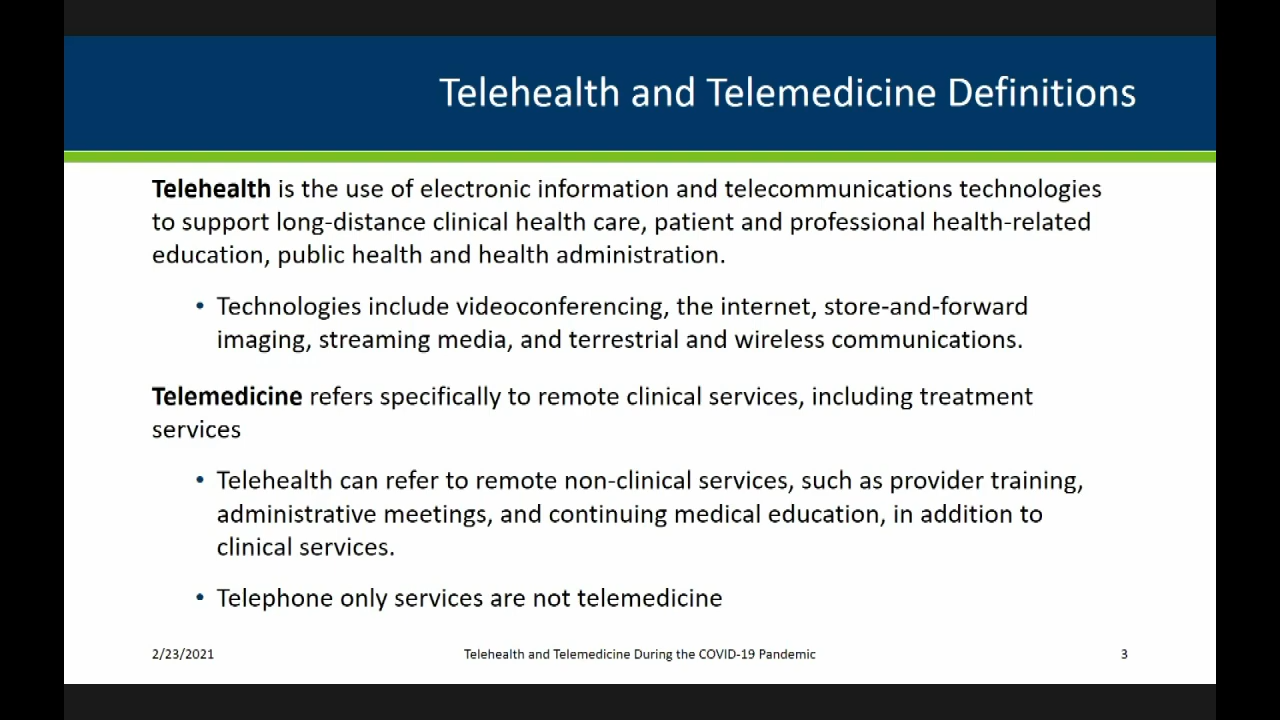 Telehealth and Telemedicine Definitions
Telehealth is the use of electronic information and telecommunications technologies
to support long-distance clinical health care, patient and professional health-related
education, public health and health administration.
• Technologies include videoconferencing, the internet, store-and-forward
imaging, streaming media, and terrestrial and wireless communications.
Telemedicine refers specifically to remote clinical services, including treatment
services
• Telehealth can refer to remote non-clinical services, such as provider training,
administrative meetings, and continuing medical education, in addition to
clinical services.
• Telephone only services are not telemedicine
2/23/2021 Telehealth and Telemedicine During the COVID-19 Pandemic 3